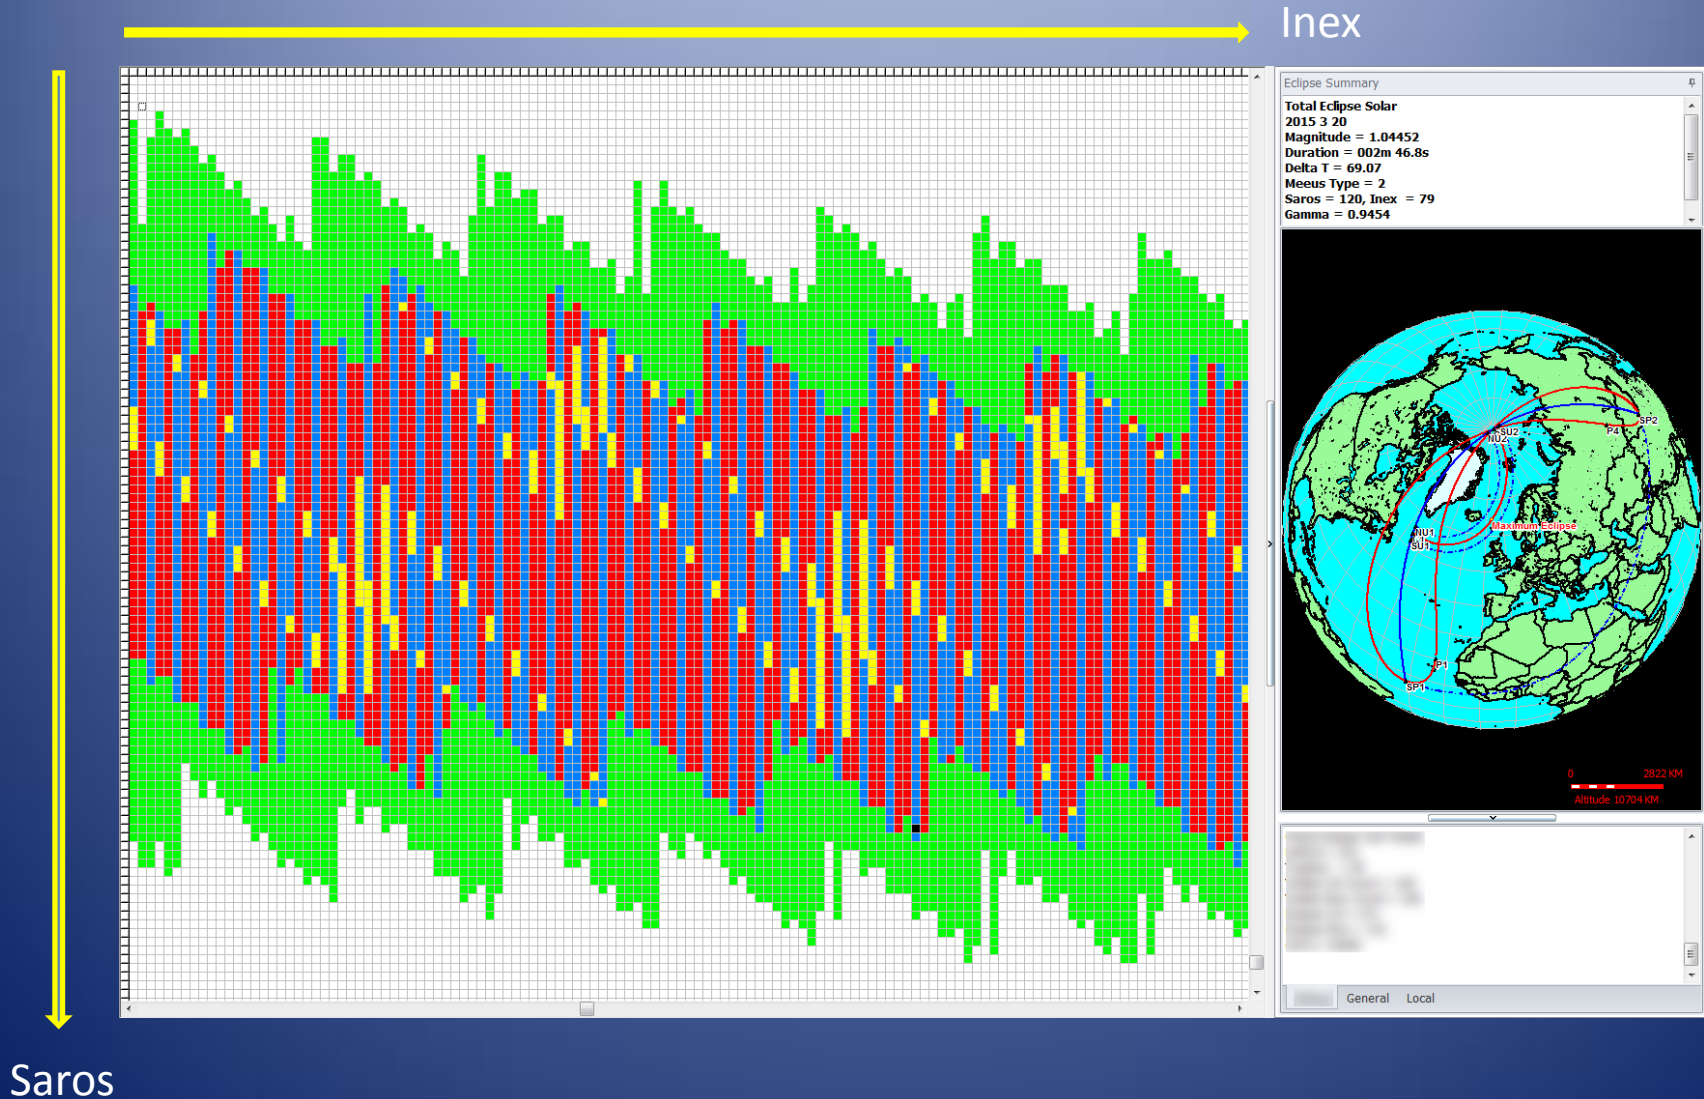 Inex
Eclipse Summary
Total Eclipse Solar
2015 3 20
Magnitude = 1.04452
Duration = 002m 46.8s
Delta T = 69.07
Meeus Type = 2
Saros = 120, Inex = 79
Gamma = 0.9454
SP2
P4
SU2
NU2
Maximum Eclipse
NU1
SU1
P1
SP1
0 2822 KM
Altitude 10704 KM
General Local
Saros